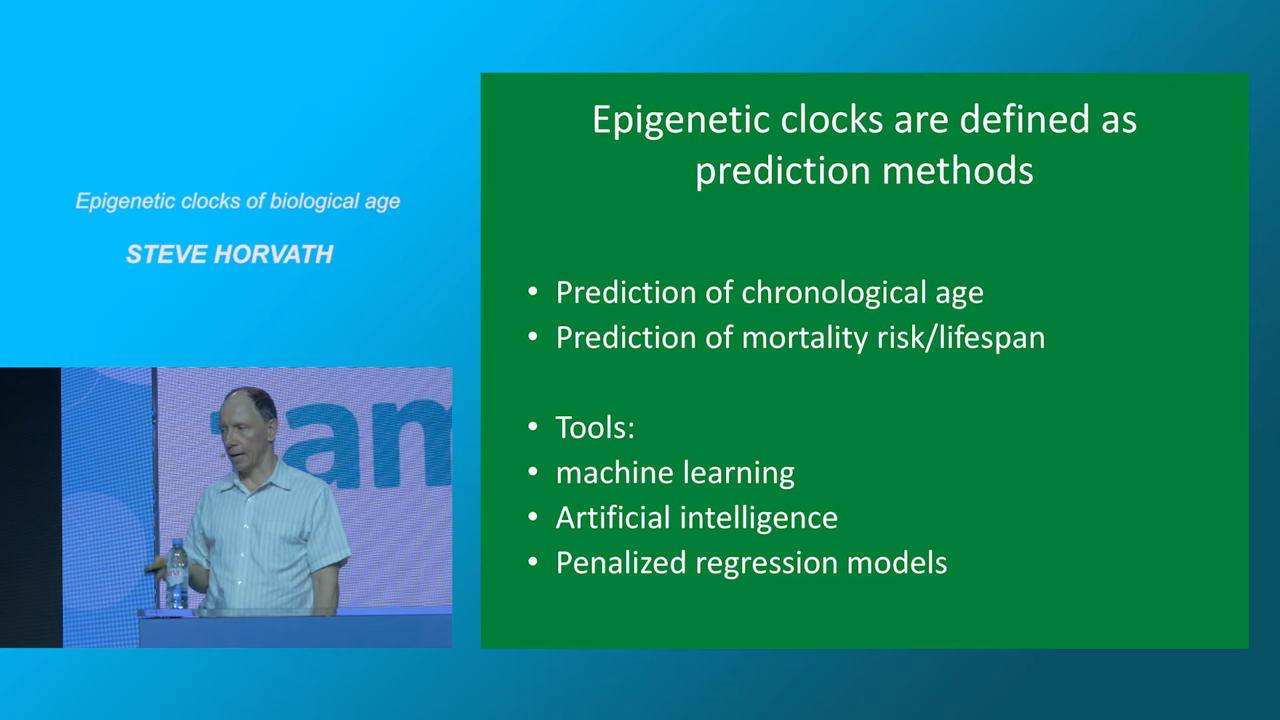 Epigenetic clocks of biological age
STEVE HORVATH
Epigenetic clocks are defined as
prediction methods
• Prediction of chronological age
• Prediction of mortality risk/lifespan
• Tools:
• machine learning
• Artificial intelligence
• Penalized regression models
am